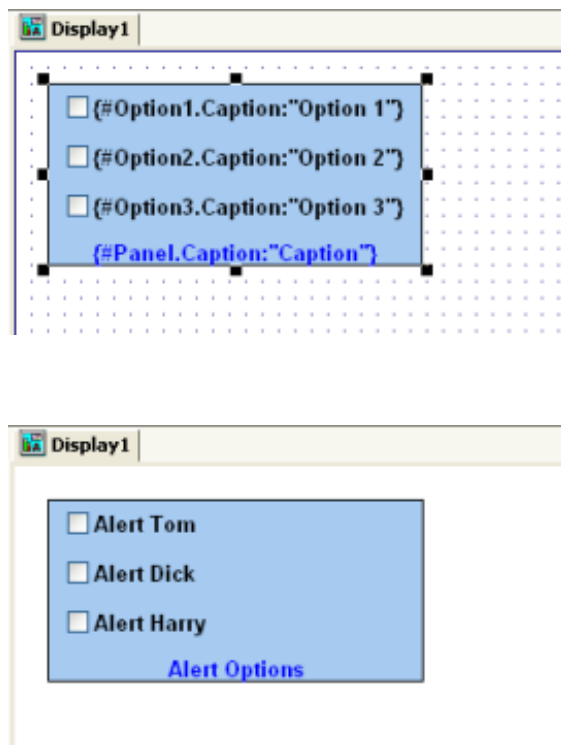 Display1
{#Option1.Caption:"Option 1"}
{#Option2.Caption:"Option 2"}
{#Option3.Caption:"Option 3"}
{#Panel.Caption:"Caption"}
Display1
Alert Tom
Alert Dick
Alert Harry
Alert Options